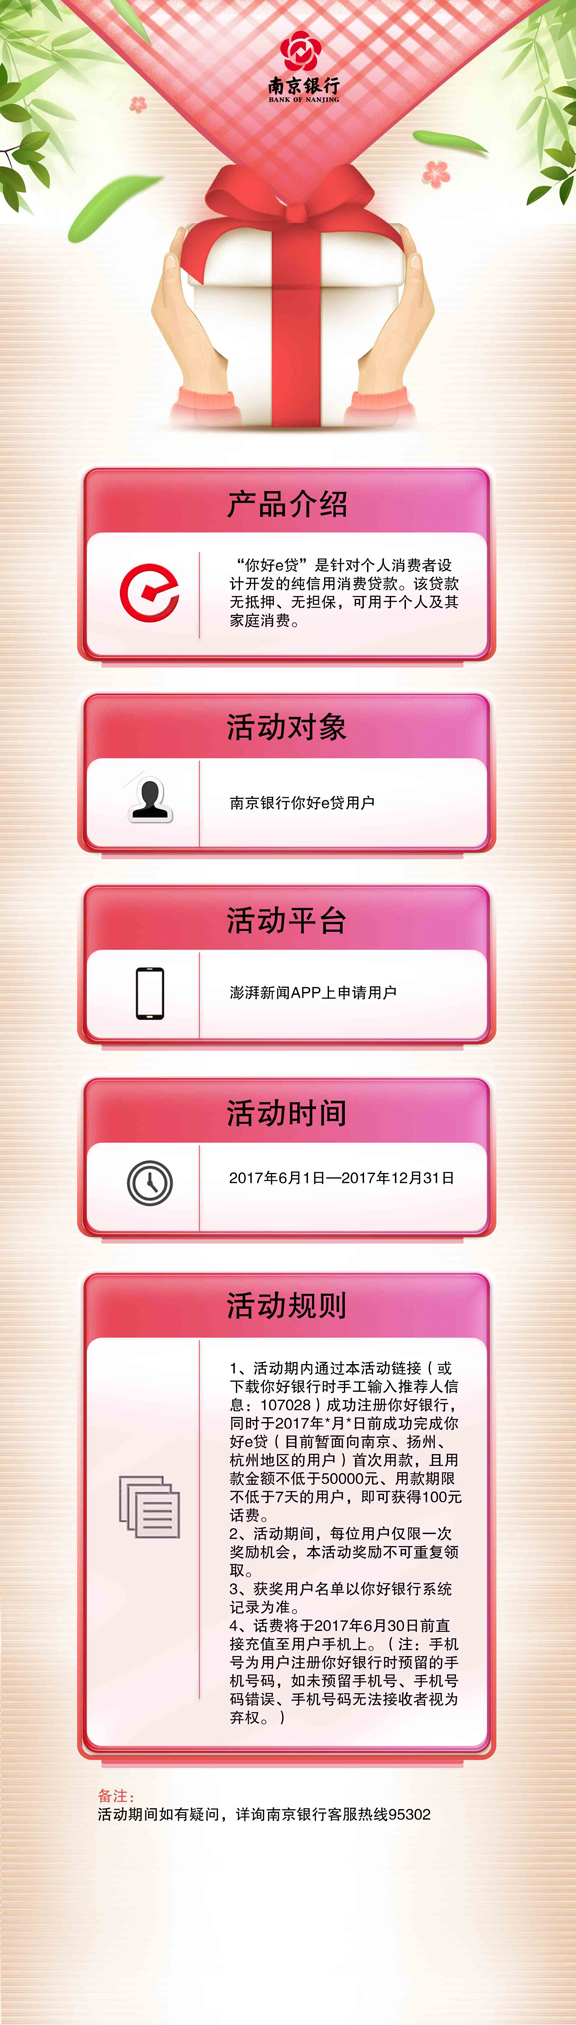 南京银行
BANK OF NANJING
产品介绍
“你好e贷”是针对个人消费者设
计开发的纯信用消费贷款。该贷款
无抵押、无担保，可用于个人及其
家庭消费。
活动对象
南京银行你好e贷用户
活动平台
澎湃新闻APP上申请用户
活动时间
2017年6月1日—2017年12月31日
活动规则
1、活动期内通过本活动链接（或
下载你好银行时手工输入推荐人信
息：107028）成功注册你好银行，
同时于2017年*月*日前成功完成你
好e贷（目前暂面向南京、扬州、
杭州地区的用户）首次用款，且用
款金额不低于50000元、用款期限
不低于7天的用户，即可获得100元
话费。
2、活动期间，每位用户仅限一次
奖励机会，本活动奖励不可重复领
取。
3、获奖用户名单以你好银行系统
记录为准。
4、话费将于2017年6月30日前直
接充值至用户手机上。（注：手机
号为用户注册你好银行时预留的手
机号码，如未预留手机号、手机号
码错误、手机号码无法接收者视为
弃权。）
备注：
活动期间如有疑问，详询南京银行客服热线95302